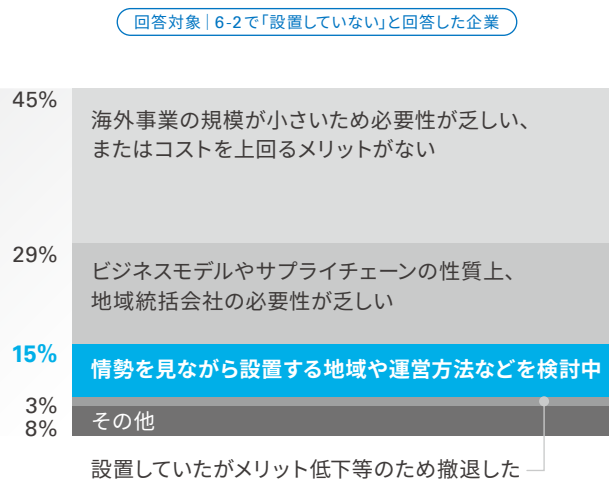 回答対象｜6-2で「設置していない」と回答した企業
45%
海外事業の規模が小さいため必要性が乏しい、
またはコストを上回るメリットがない
29%
ビジネスモデルやサプライチェーンの性質上、
地域統括会社の必要性が乏しい
15%
情勢を見ながら設置する地域や運営方法などを検討中
3%
8%
その他
設置していたがメリット低下等のため撤退した